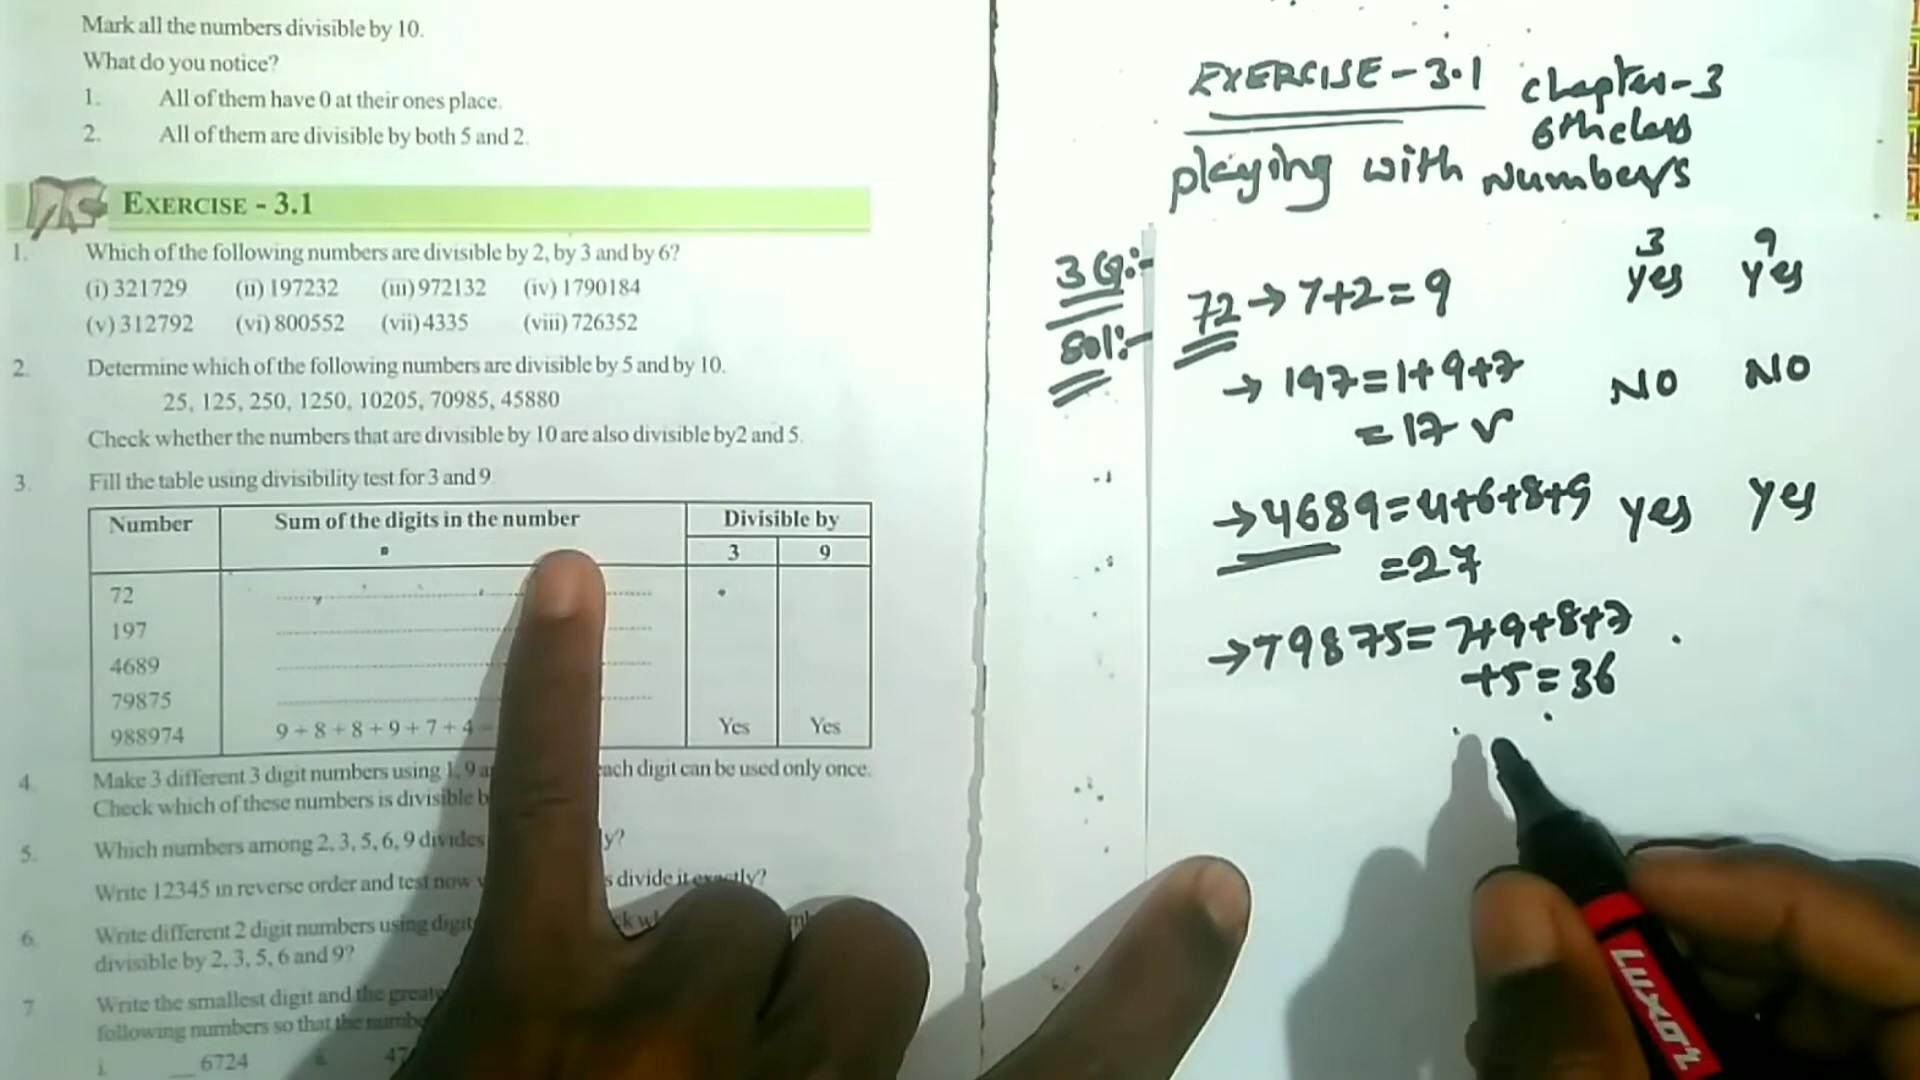 Mark all the numbers divisible by 10.
What do you notice?
1. All of them have 0 at their ones place.
2. All of them are divisible by both 5 and 2.
EXERCISE - 3.1
1. Which of the following numbers are divisible by 2, by 3 and by 6?
(i) 321729 (ii) 197232 (iii) 972132 (iv) 1790184
(v) 312792 (vi) 800552 (vii) 4335 (viii) 726352
2. Determine which of the following numbers are divisible by 5 and by 10.
25, 125, 250, 1250, 10205, 70985, 45880
Check whether the numbers that are divisible by 10 are also divisible by2 and 5.
3. Fill the table using divisibility test for 3 and 9
Number Sum of the digits in the number Divisible by
3 9
72
197
4689
79875
988974 9 + 8 + 8 + 9 + 7 + 4 Yes Yes
4. Make 3 different 3 digit numbers using 1, 9 each digit can be used only once.
Check which of these numbers is divisible
5. Which numbers among 2, 3, 5, 6, 9 divides
Write 12345 in reverse order and test now divide it exactly?
6. Write different 2 digit numbers using
divisible by 2, 3, 5, 6 and 9?
7 Write the smallest digit and the
following numbers so that the
i. __ 6724
EXERCISE-3.1 chapter-3
6th class
playing with Numbers
3 9
3Q:- 72→7+2=9 yes yes
Sol:-
→ 197=1+9+7 NO NO
=17
→4689=4+6+8+9 yes yes
=27
→79875=7+9+8+7
+5=36
LUXOR